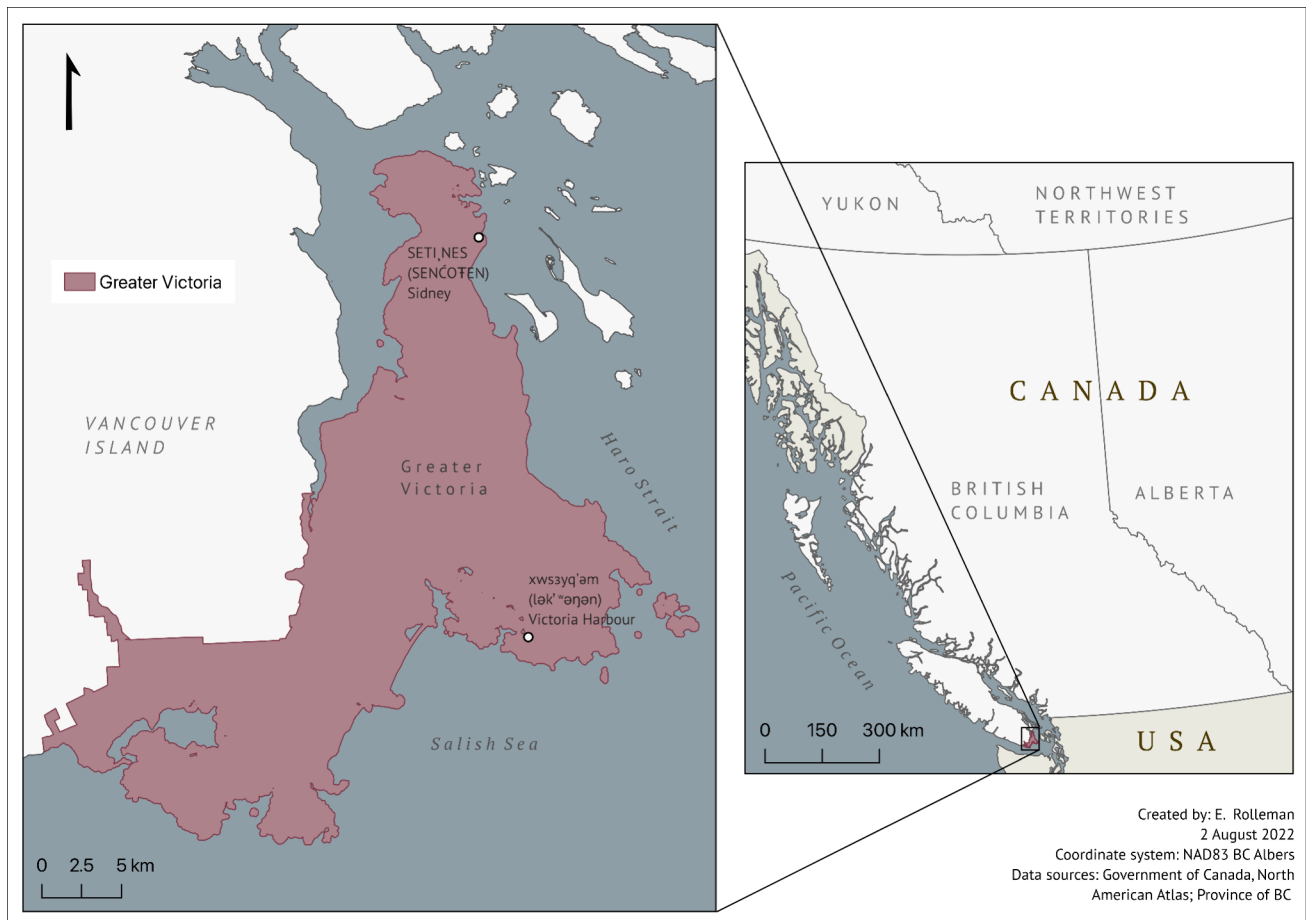 Greater Victoria
SETI¸NES
(SENĆOŦEN)
Sidney
VANCOUVER
ISLAND
Greater
Victoria
Haro Strait
xwsɜyq'əm
(lək̓ʷəŋən)
Victoria Harbour
Salish Sea
0 2.5 5 km
YUKON
NORTHWEST
TERRITORIES
CANADA
BRITISH
COLUMBIA
ALBERTA
Pacific Ocean
0 150 300 km
USA
Created by: E. Rolleman
2 August 2022
Coordinate system: NAD83 BC Albers
Data sources: Government of Canada, North
American Atlas; Province of BC